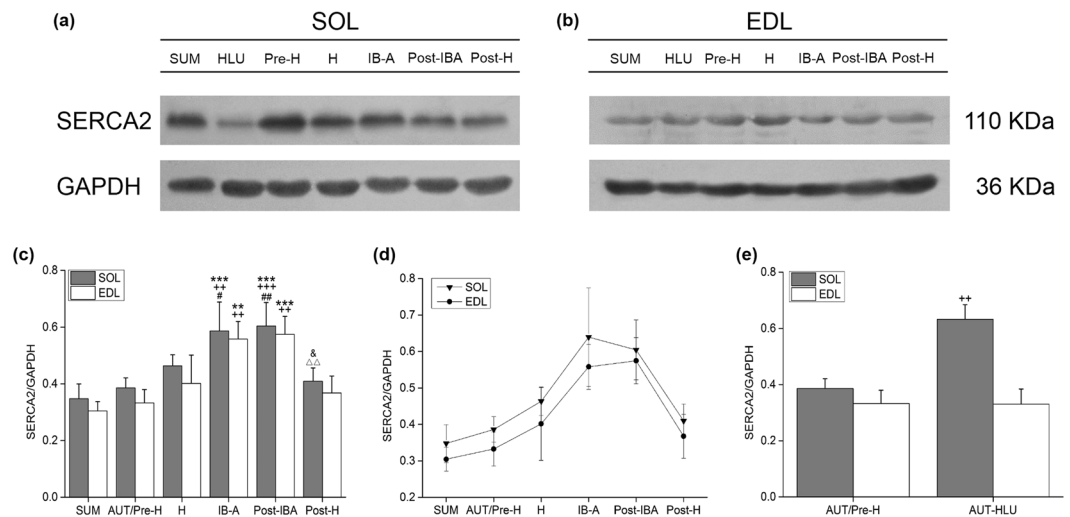 (a) SOL
SUM HLU Pre-H H IB-A Post-IBA Post-H
SERCA2
GAPDH
(b) EDL
SUM HLU Pre-H H IB-A Post-IBA Post-H
110 KDa
36 KDa
(c)
SERCA2/GAPDH
0.8
0.6
0.4
0.2
0.0
SOL
EDL
***
++
#
**
++
***
+++
##
***
++
&
△△
SUM AUT/Pre-H H IB-A Post-IBA Post-H
(d)
SERCA2/GAPDH
0.8
0.7
0.6
0.5
0.4
0.3
0.2
SOL
EDL
SUM AUT/Pre-H H IB-A Post-IBA Post-H
(e)
SERCA2/GAPDH
0.8
0.6
0.4
0.2
0.0
SOL
EDL
++
AUT/Pre-H AUT-HLU